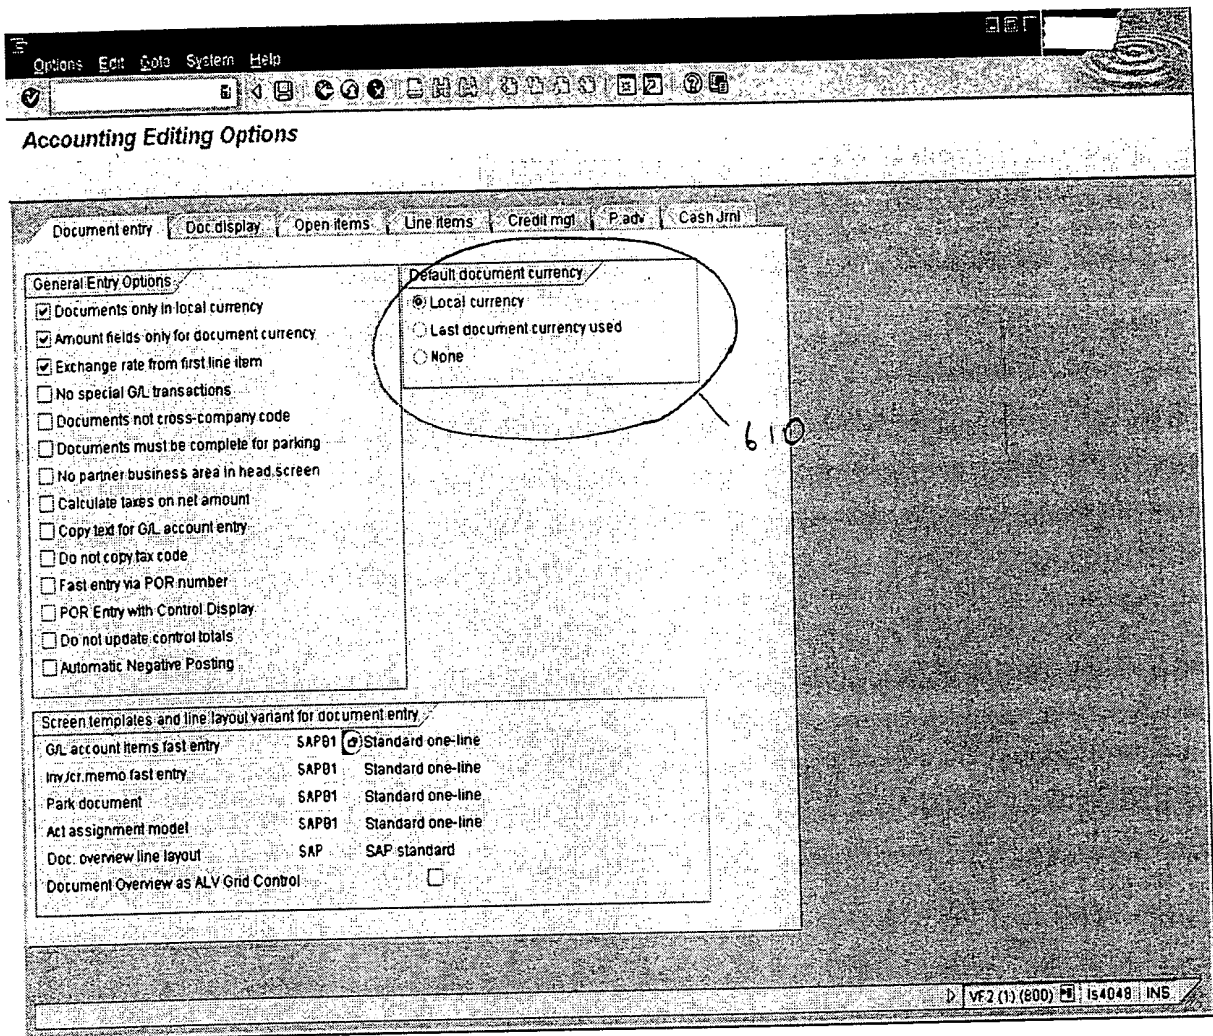 Options Edit Goto System Help
Accounting Editing Options
Document entry Doc.display Open items Line items Credit mgt P.adv Cash Jrnl
General Entry Options
Documents only in local currency
Amount fields only for document currency
Exchange rate from first line item
No special G/L transactions
Documents not cross-company code
Documents must be complete for parking
No partner business area in head.screen
Calculate taxes on net amount
Copy text for G/L account entry
Do not copy tax code
Fast entry via POR number
POR Entry with Control Display
Do not update control totals
Automatic Negative Posting
Default document currency
Local currency
Last document currency used
None
610
Screen templates and line layout variant for document entry
G/L account items fast entry SAP01 Standard one-line
Inv./cr.memo fast entry SAP01 Standard one-line
Park document SAP01 Standard one-line
Act assignment model SAP01 Standard one-line
Doc. overview line layout SAP SAP standard
Document Overview as ALV Grid Control
VF2 (1) (800) ls4048 INS